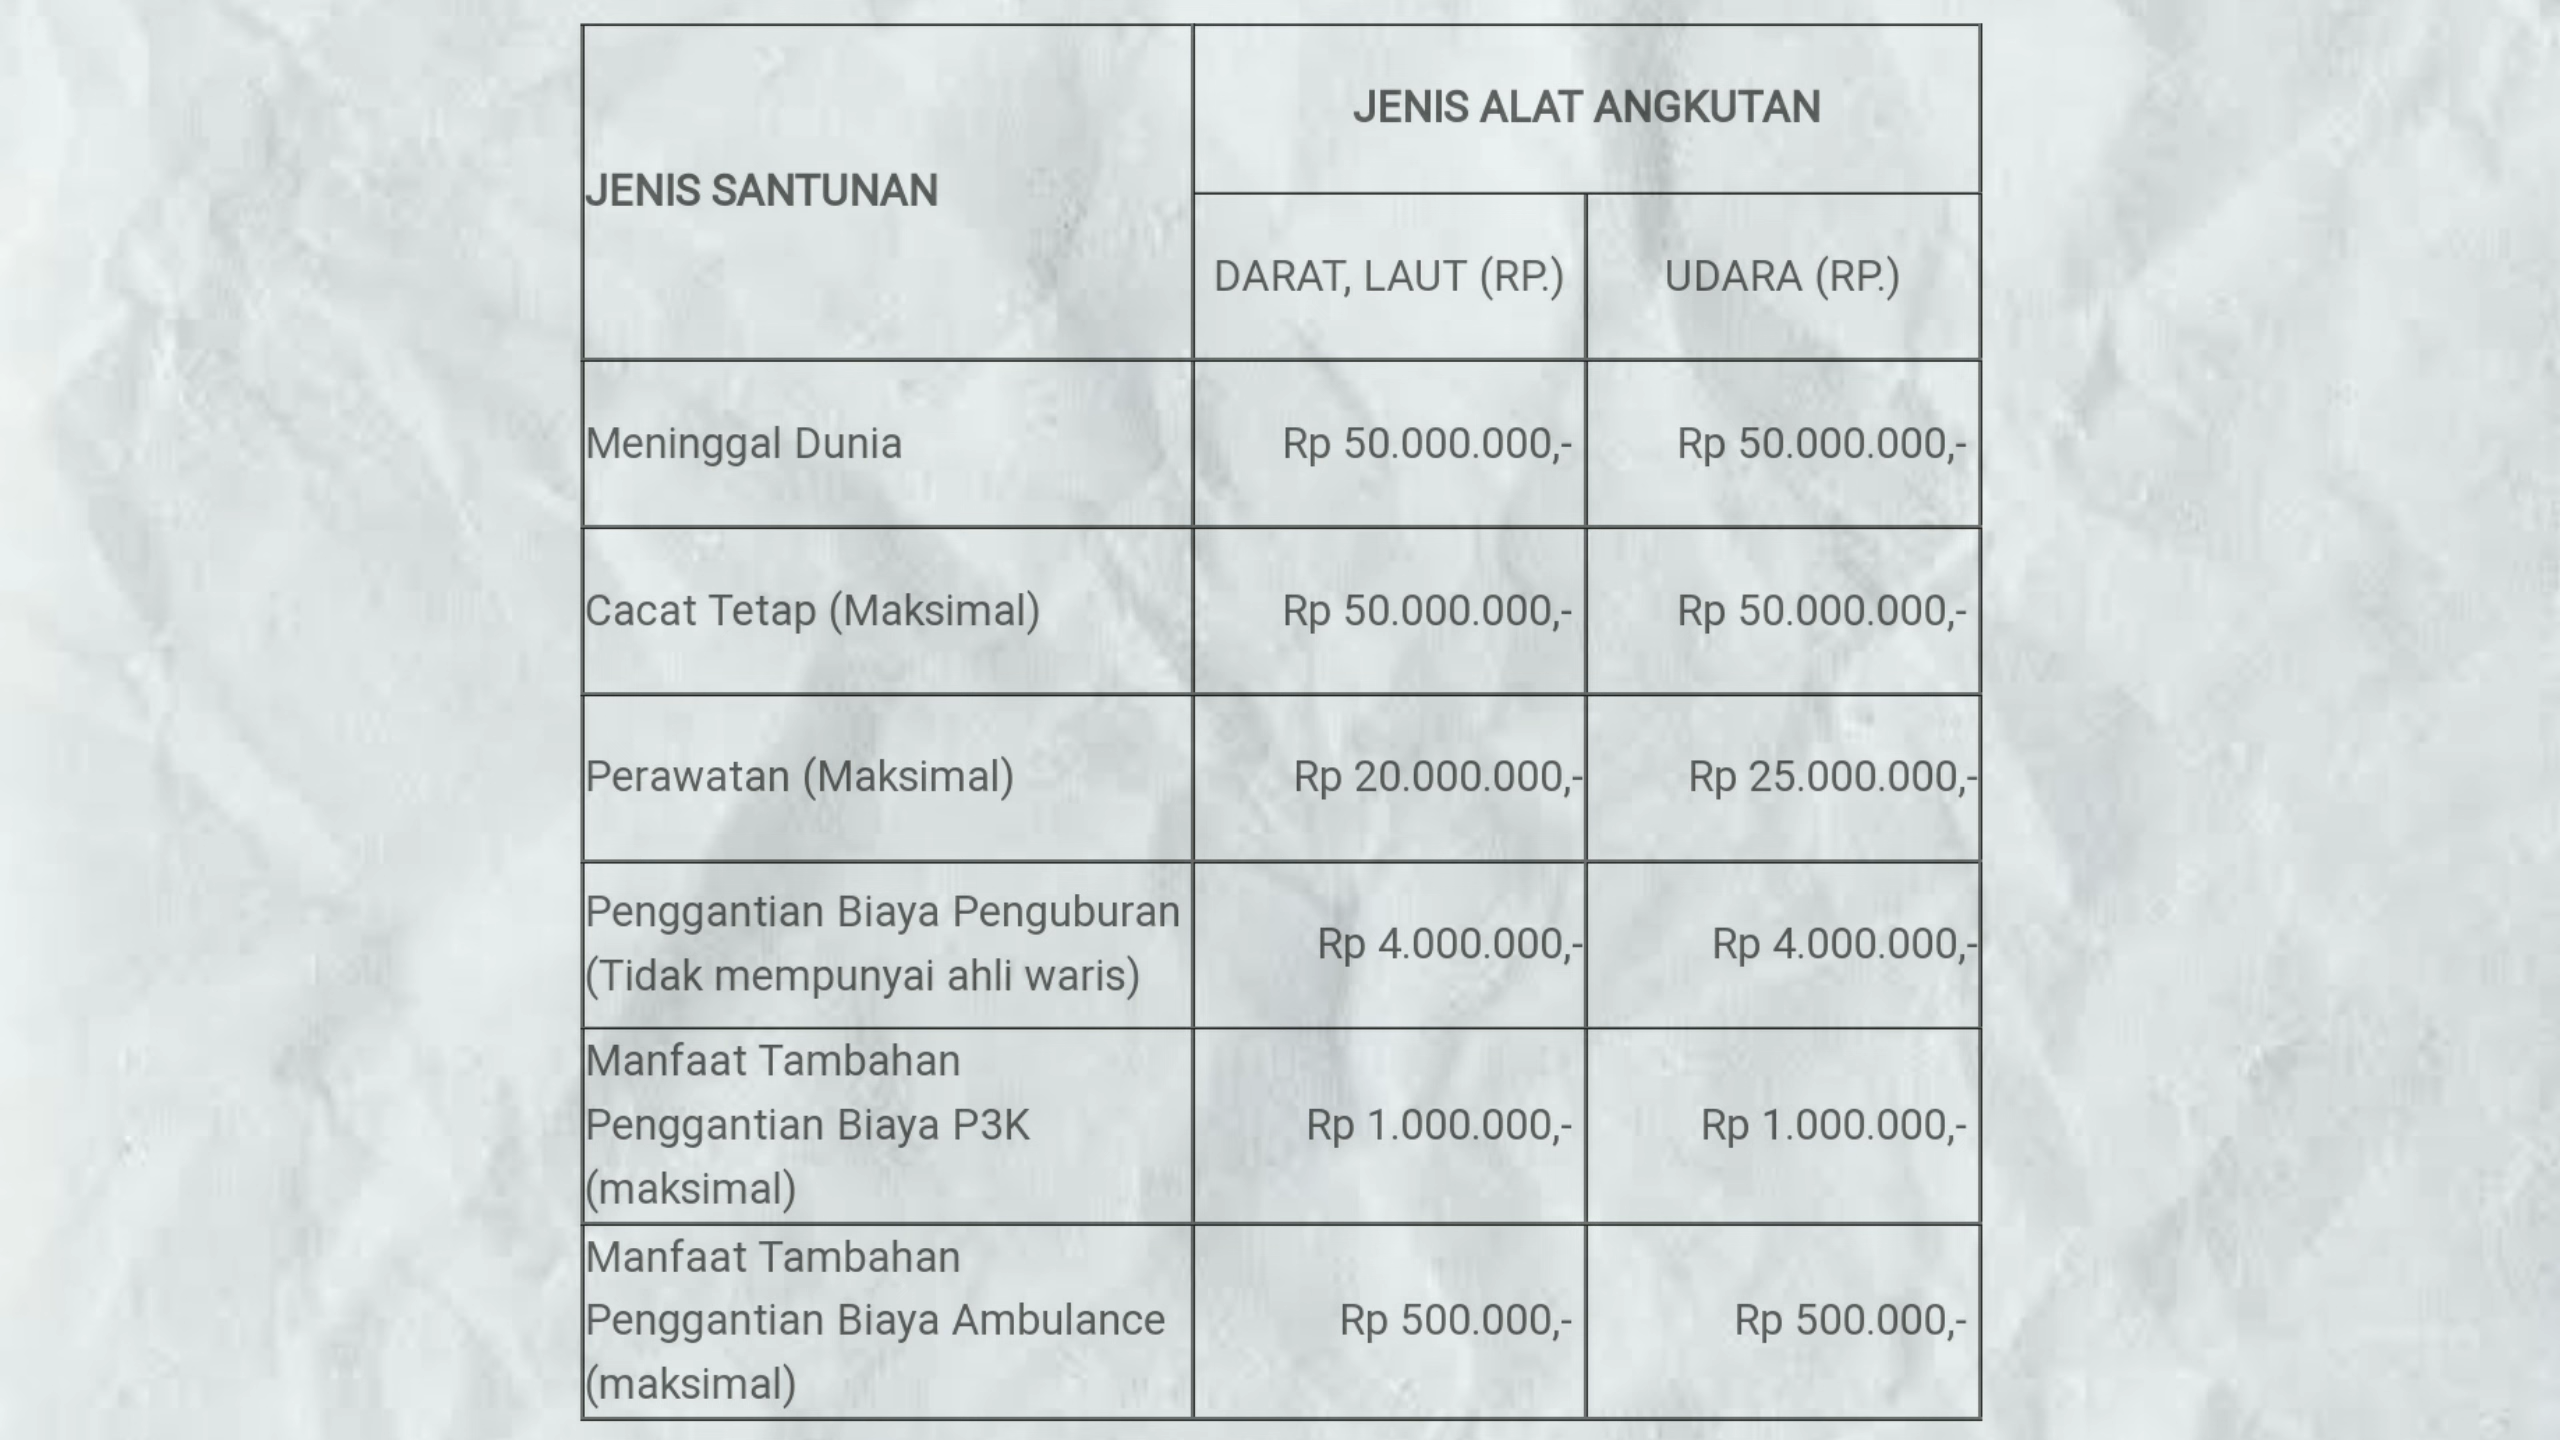 JENIS SANTUNAN
JENIS ALAT ANGKUTAN
DARAT, LAUT (RP.)
UDARA (RP.)
Meninggal Dunia
Rp 50.000.000,-
Rp 50.000.000,-
Cacat Tetap (Maksimal)
Rp 50.000.000,-
Rp 50.000.000,-
Perawatan (Maksimal)
Rp 20.000.000,-
Rp 25.000.000,-
Penggantian Biaya Penguburan
(Tidak mempunyai ahli waris)
Rp 4.000.000,-
Rp 4.000.000,-
Manfaat Tambahan
Penggantian Biaya P3K
(maksimal)
Rp 1.000.000,-
Rp 1.000.000,-
Manfaat Tambahan
Penggantian Biaya Ambulance
(maksimal)
Rp 500.000,-
Rp 500.000,-